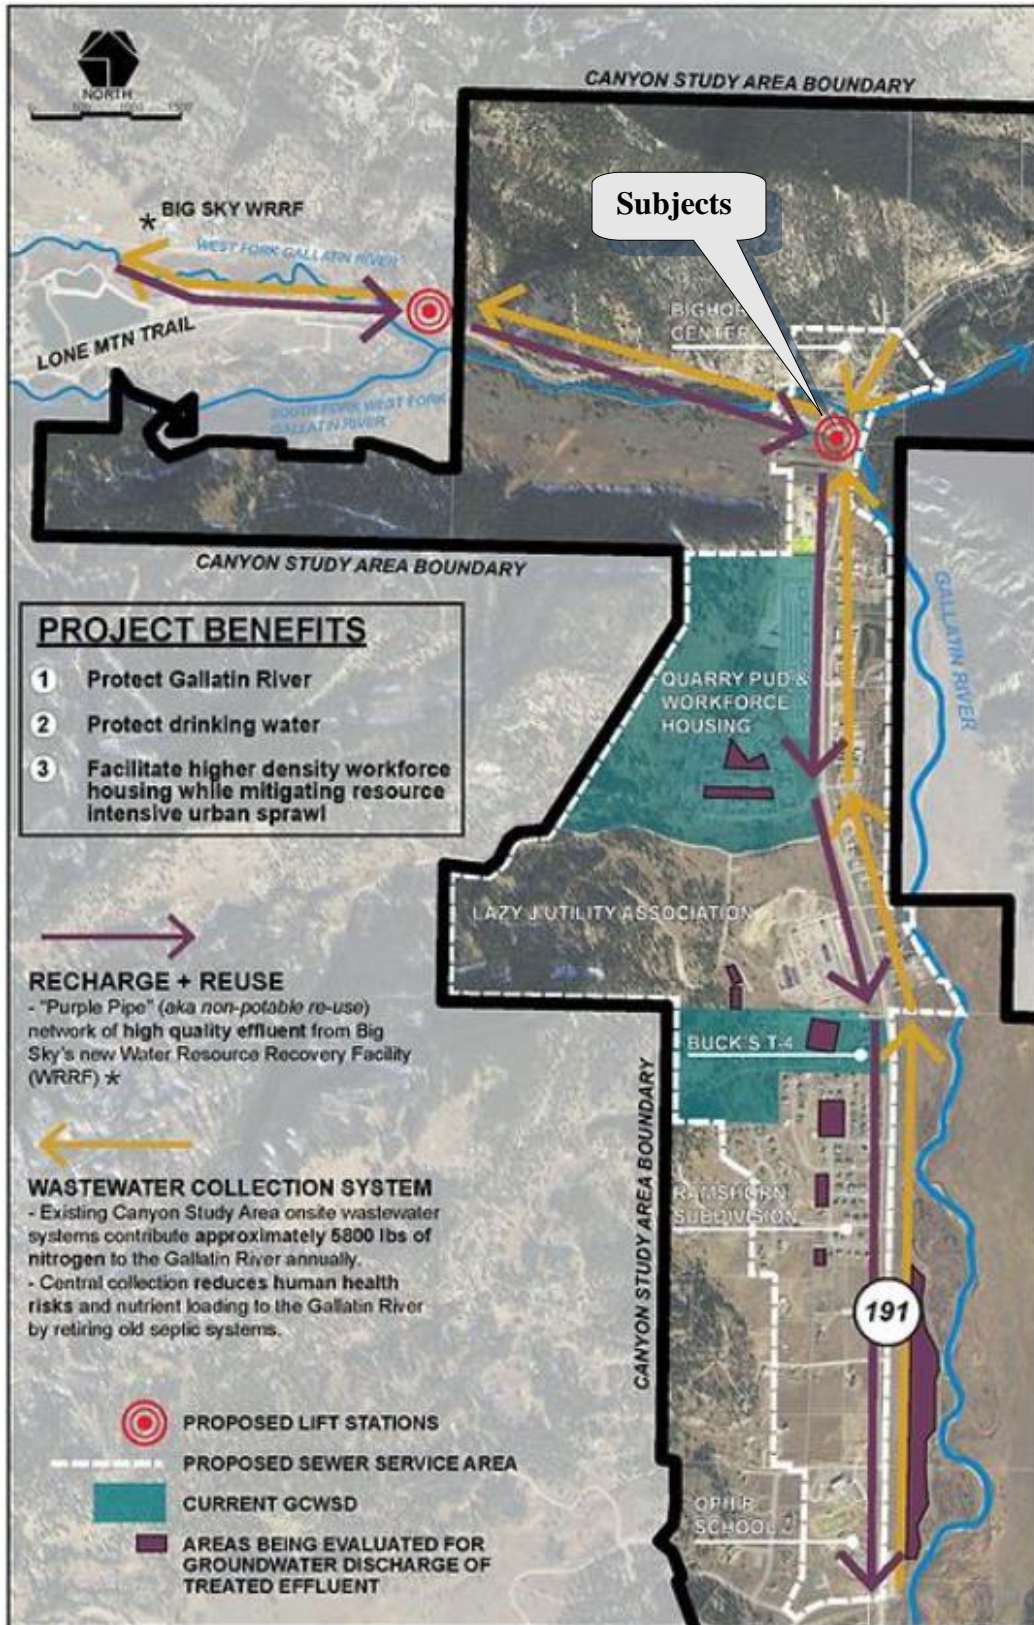 CANYON STUDY AREA BOUNDARY
NORTH
0 500 1000 1500
Subjects
* BIG SKY WRRF
WEST FORK GALLATIN RIVER
LONE MTN TRAIL
SOUTH FORK WEST FORK
GALLATIN RIVER
CENTER
CANYON STUDY AREA BOUNDARY
GALLATIN RIVER
PROJECT BENEFITS
1 Protect Gallatin River
2 Protect drinking water
3 Facilitate higher density workforce
housing while mitigating resource
intensive urban sprawl
QUARRY PUD &
WORKFORCE
HOUSING
LAZY J UTILITY ASSOCIATION
RECHARGE + REUSE
- "Purple Pipe" (aka non-potable re-use)
network of high quality effluent from Big
Sky's new Water Resource Recovery Facility
(WRRF) *
BUCK'S T-4
CANYON STUDY AREA BOUNDARY
WASTEWATER COLLECTION SYSTEM
- Existing Canyon Study Area onsite wastewater
systems contribute approximately 5800 lbs of
nitrogen to the Gallatin River annually.
- Central collection reduces human health
risks and nutrient loading to the Gallatin River
by retiring old septic systems.
RAMSHORN
SUBDIVISION
191
PROPOSED LIFT STATIONS
PROPOSED SEWER SERVICE AREA
CURRENT GCWSD
AREAS BEING EVALUATED FOR
GROUNDWATER DISCHARGE OF
TREATED EFFLUENT
OPHIR
SCHOOL